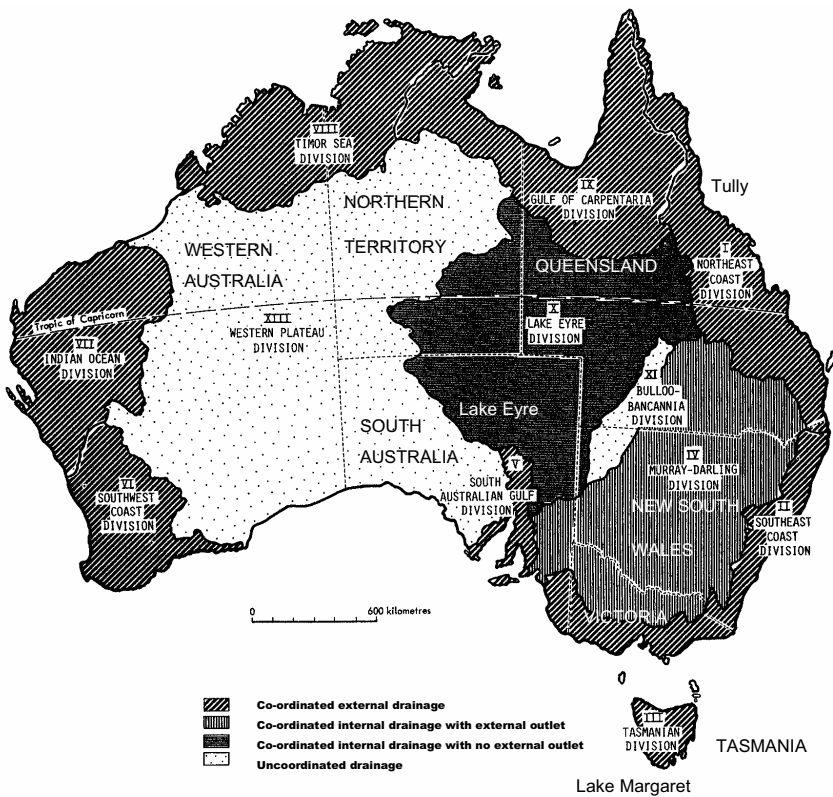 VIII
TIMOR SEA
DIVISION
IX
GULF OF CARPENTARIA
DIVISION
Tully
NORTHERN
TERRITORY
WESTERN
AUSTRALIA
I
NORTHEAST
COAST
DIVISION
QUEENSLAND
Tropic of Capricorn
XIII
WESTERN PLATEAU
DIVISION
X
LAKE EYRE
DIVISION
VII
INDIAN OCEAN
DIVISION
XI
BULLOO-
BANCANNIA
DIVISION
Lake Eyre
SOUTH
AUSTRALIA
V
SOUTH
AUSTRALIAN GULF
DIVISION
IV
MURRAY-DARLING
DIVISION
VI
SOUTHWEST
COAST
DIVISION
NEW SOUTH
WALES
II
SOUTHEAST
COAST
DIVISION
VICTORIA
0 600 kilometres
Co-ordinated external drainage
Co-ordinated internal drainage with external outlet
Co-ordinated internal drainage with no external outlet
Uncoordinated drainage
III
TASMANIAN
DIVISION
TASMANIA
Lake Margaret